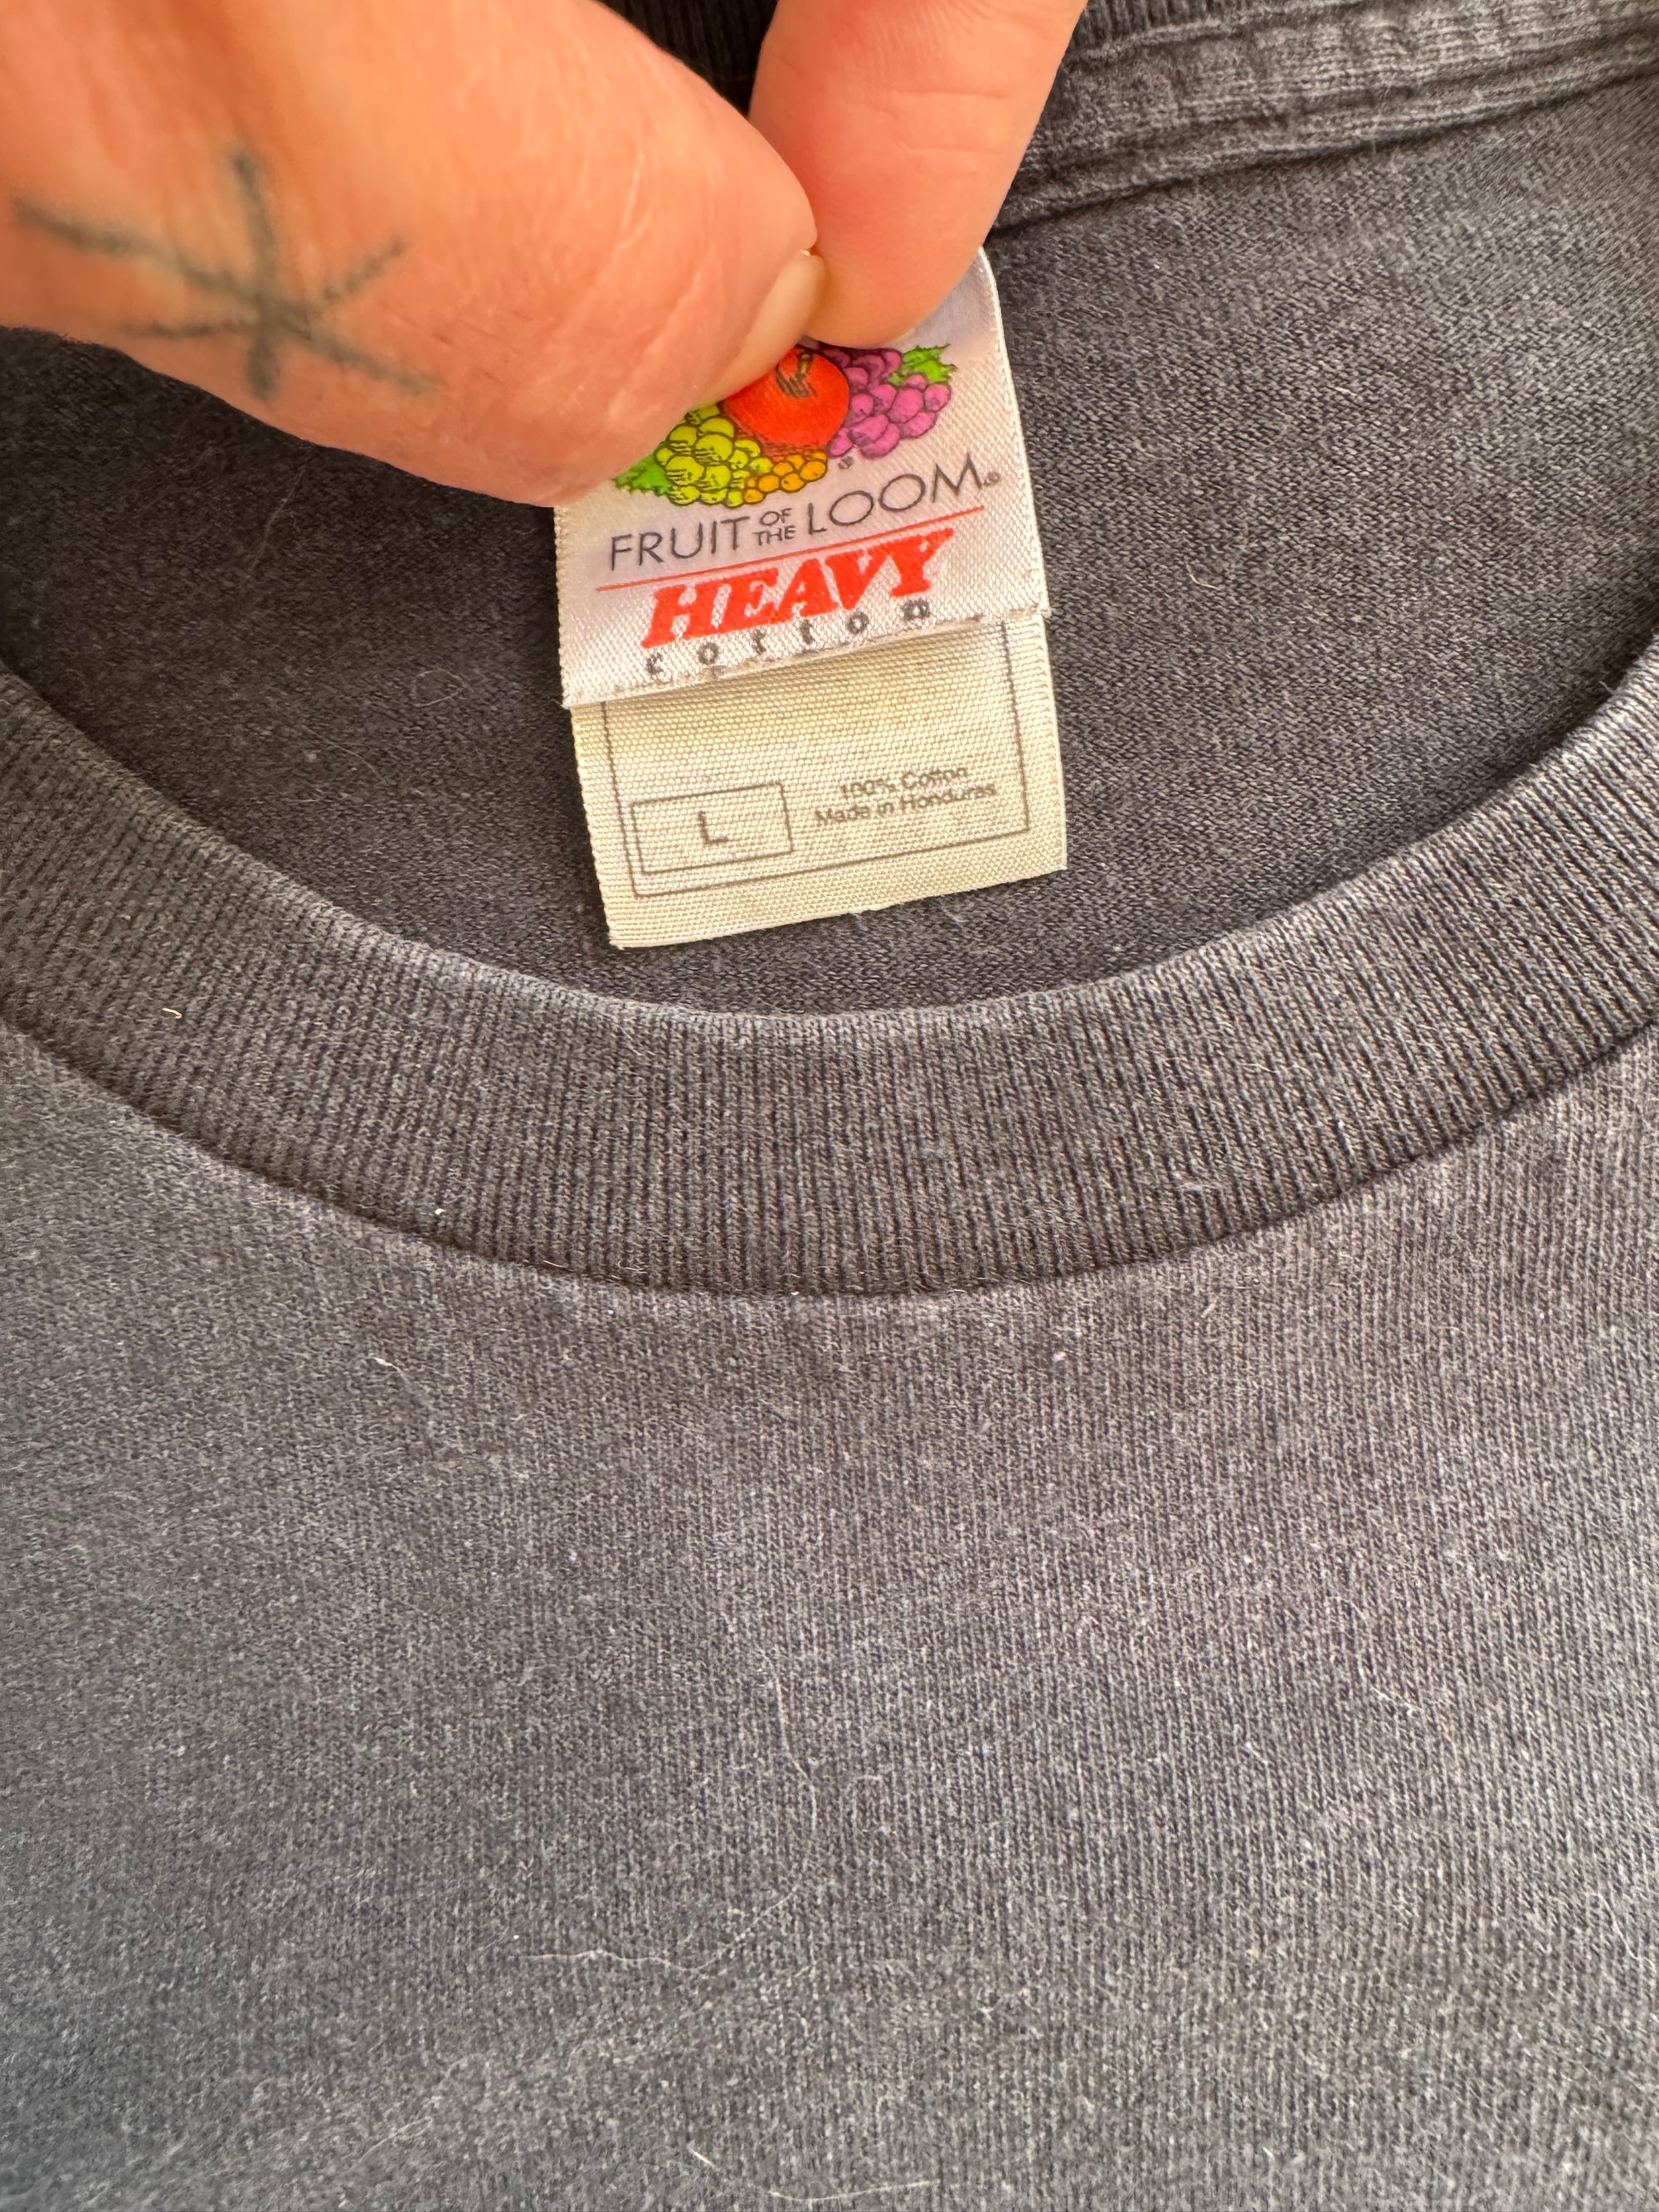 FRUIT OF THE LOOM®
HEAVY
cotton
L
100% Cotton
Made in Honduras